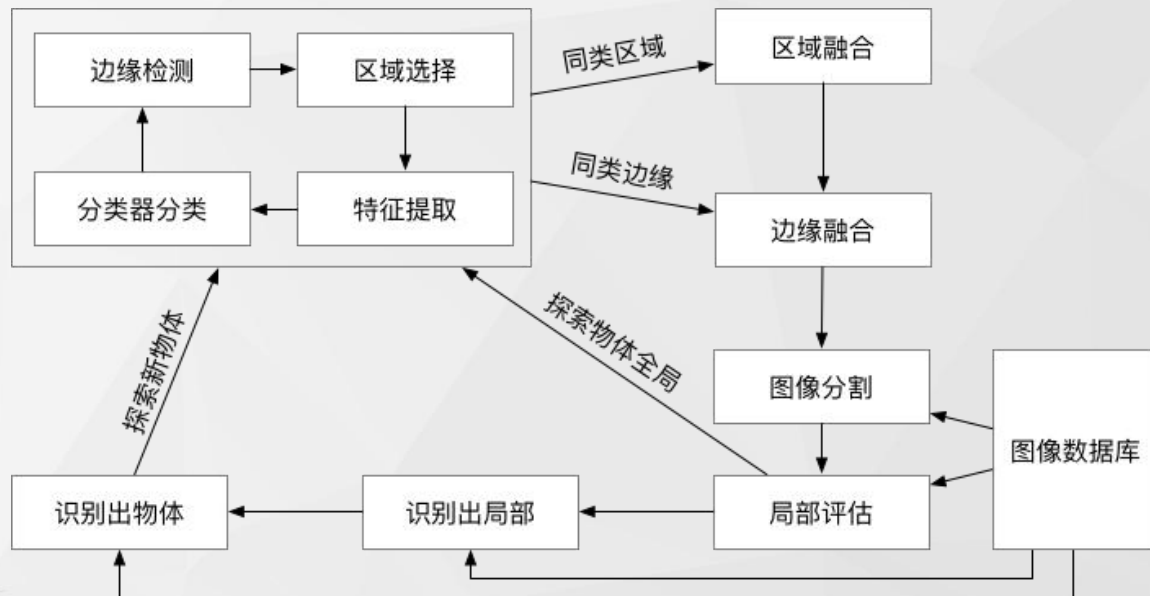 边缘检测
区域选择
同类区域
区域融合
分类器分类
特征提取
同类边缘
边缘融合
探索新物体
探索物体全局
图像分割
图像数据库
识别出物体
识别出局部
局部评估